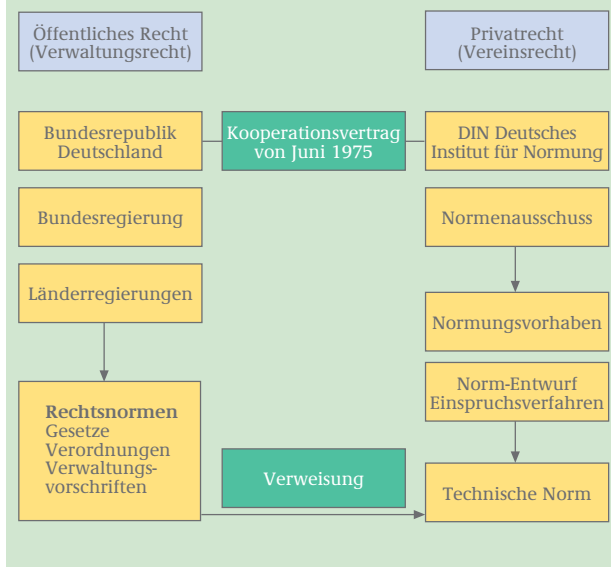 Öffentliches Recht
(Verwaltungsrecht)
Privatrecht
(Vereinsrecht)
Bundesrepublik
Deutschland
Kooperationsvertrag
von Juni 1975
DIN Deutsches
Institut für Normung
Bundesregierung
Normenausschuss
Länderregierungen
Normungsvorhaben
Norm-Entwurf
Einspruchsverfahren
Rechtsnormen
Gesetze
Verordnungen
Verwaltungs-
vorschriften
Verweisung
Technische Norm